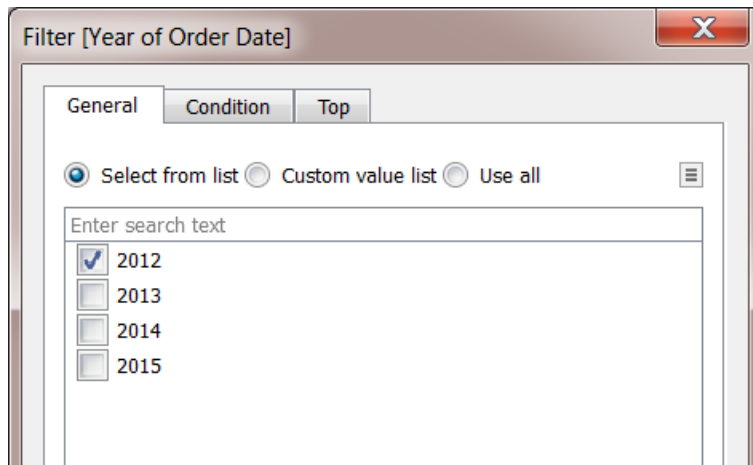 Filter [Year of Order Date]
General Condition Top
Select from list Custom value list Use all
Enter search text
2012
2013
2014
2015